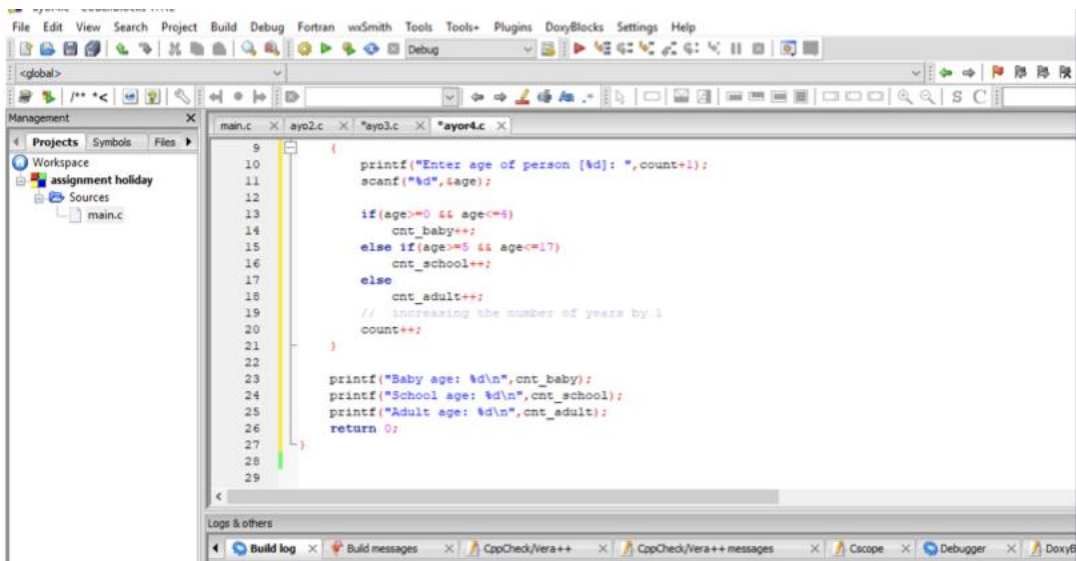 File Edit View Search Project Build Debug Fortran wxSmith Tools Tools+ Plugins DoxyBlocks Settings Help
Debug
<global>
/** *<
S C
Management
Projects Symbols Files
Workspace
assignment holiday
Sources
main.c
main.c ayo2.c *ayo3.c *ayor4.c
9 {
10 printf("Enter age of person [%d]: ",count+1);
11 scanf("%d",&age);
12
13 if(age>=0 && age<=4)
14 cnt_baby++;
15 else if(age>=5 && age<=17)
16 cnt_school++;
17 else
18 cnt_adult++;
19 // increasing the number of years by 1
20 count++;
21 }
22
23 printf("Baby age: %d\n",cnt_baby);
24 printf("School age: %d\n",cnt_school);
25 printf("Adult age: %d\n",cnt_adult);
26 return 0;
27 }
28
29
Logs & others
Build log Build messages CppCheck/Vera++ CppCheck/Vera++ messages Cscope Debugger DoxyB